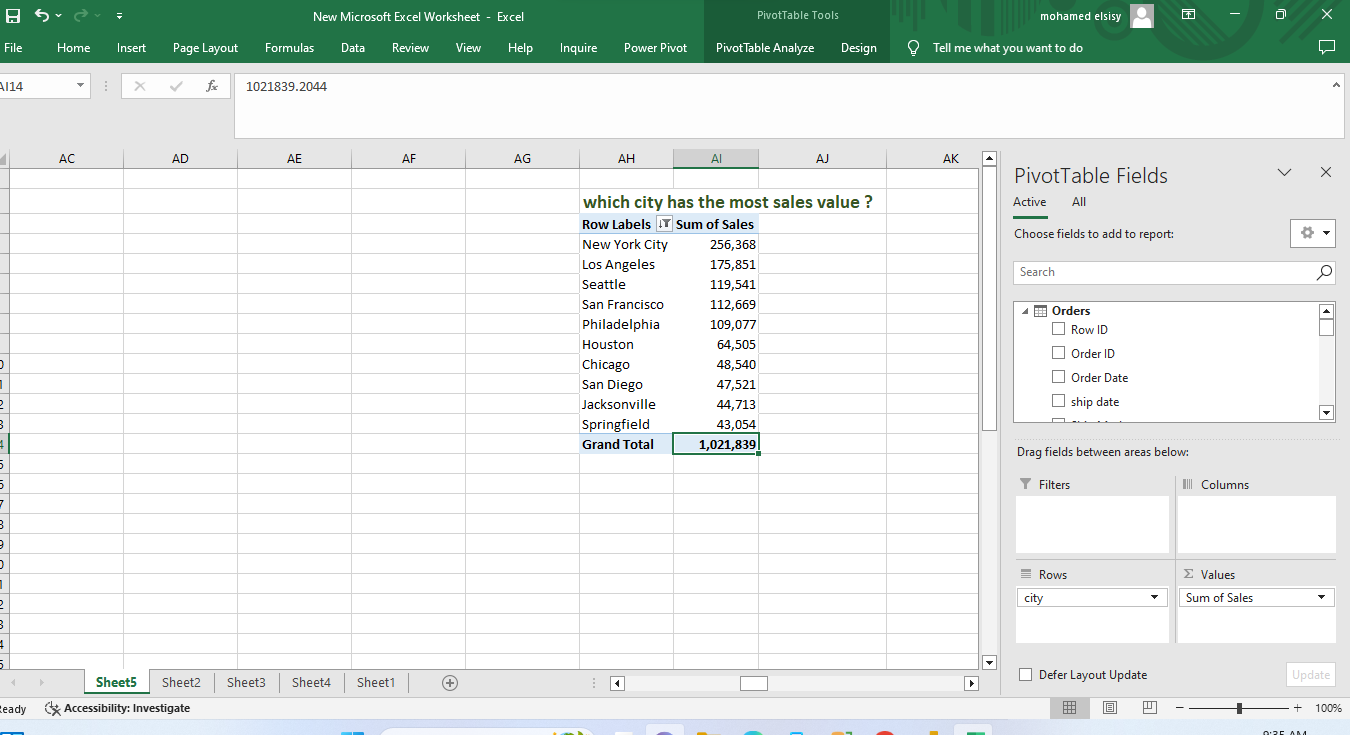 New Microsoft Excel Worksheet - Excel
PivotTable Tools
mohamed elsisy
File Home Insert Page Layout Formulas Data Review View Help Inquire Power Pivot PivotTable Analyze Design Tell me what you want to do
AI14 fx 1021839.2044
AC AD AE AF AG AH AI AJ AK
which city has the most sales value ?
Row Labels Sum of Sales
New York City 256,368
Los Angeles 175,851
Seattle 119,541
San Francisco 112,669
Philadelphia 109,077
Houston 64,505
Chicago 48,540
San Diego 47,521
Jacksonville 44,713
Springfield 43,054
Grand Total 1,021,839
PivotTable Fields
Active All
Choose fields to add to report:
Search
Orders
Row ID
Order ID
Order Date
ship date
Drag fields between areas below:
Filters Columns
Rows Σ Values
city Sum of Sales
Defer Layout Update Update
Sheet5 Sheet2 Sheet3 Sheet4 Sheet1
Accessibility: Investigate
100%